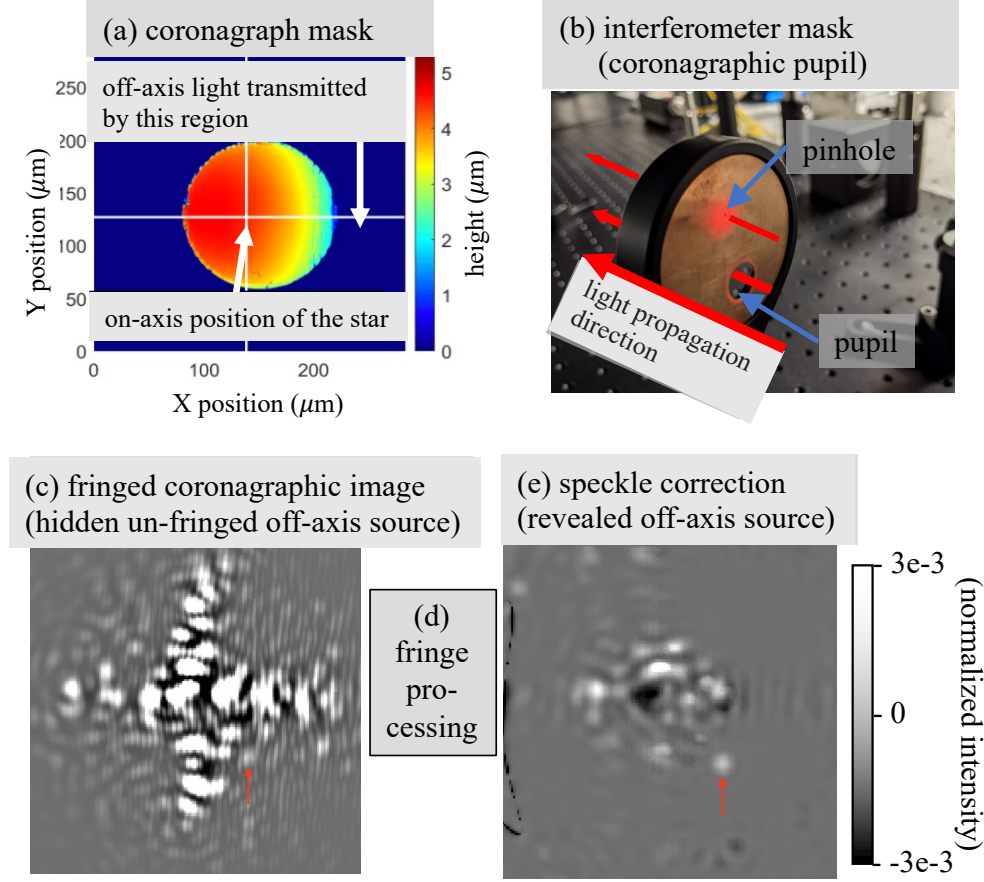 (a) coronagraph mask
250
off-axis light transmitted
by this region
200
150
100
50
on-axis position of the star
0
0
100
200
Y position (μm)
X position (μm)
5
4
3
2
1
0
height (μm)
(b) interferometer mask
(coronagraphic pupil)
pinhole
light propagation
direction
pupil
(c) fringed coronagraphic image
(hidden un-fringed off-axis source)
(d)
fringe
pro-
cessing
(e) speckle correction
(revealed off-axis source)
3e-3
0
-3e-3
(normalized intensity)